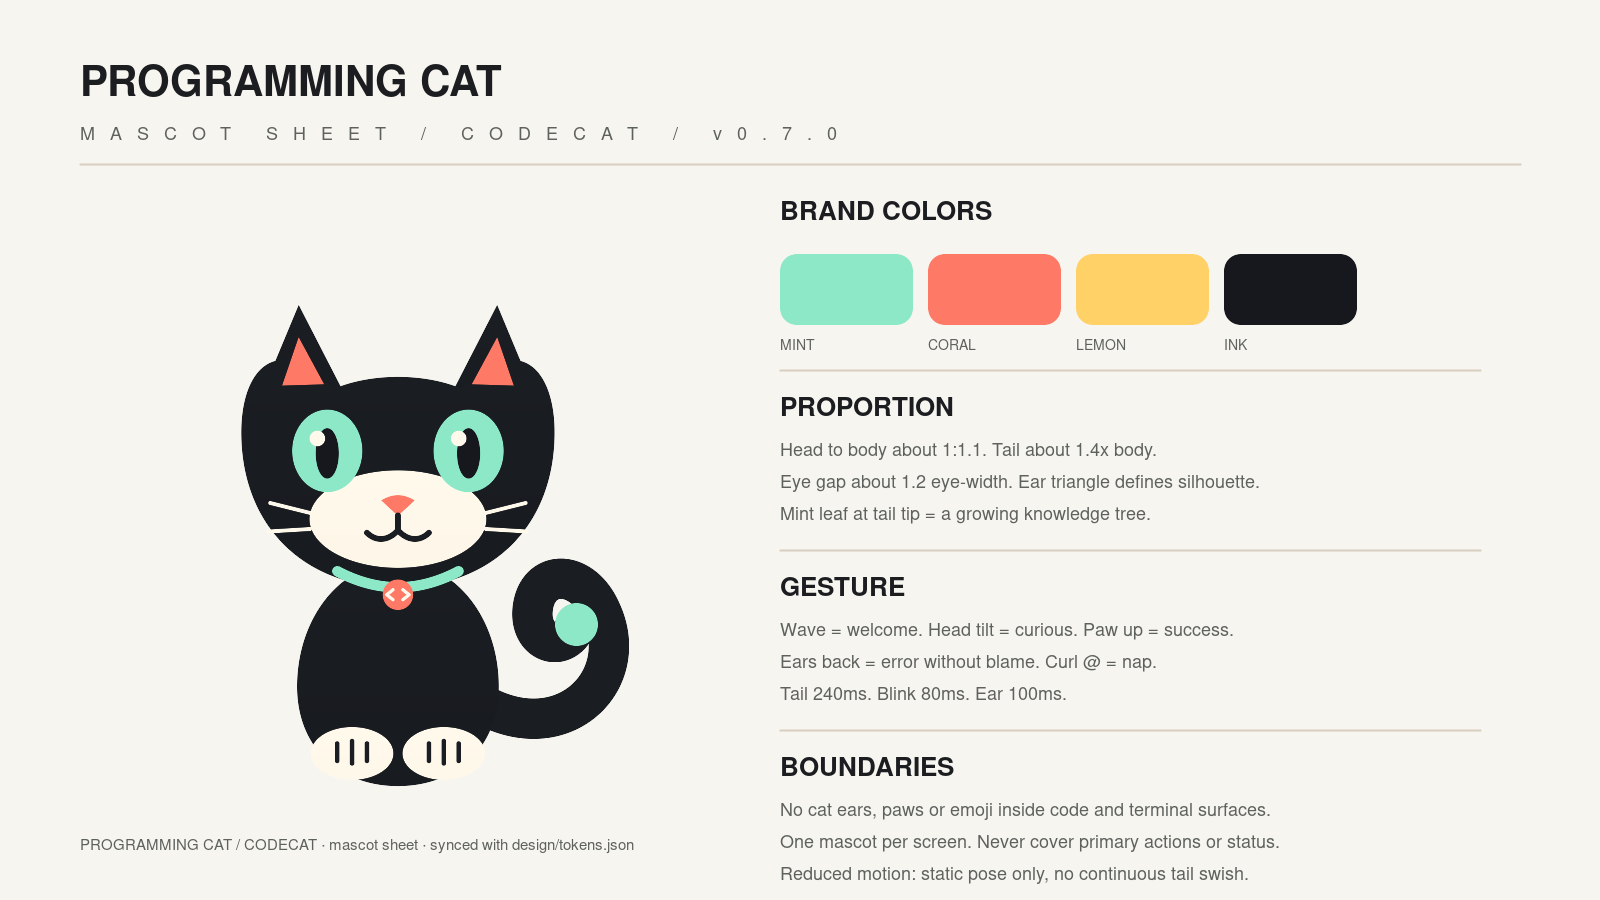 PROGRAMMING CAT
MASCOT SHEET / CODECAT / v0.7.0
BRAND COLORS
MINT
CORAL
LEMON
INK
PROPORTION
Head to body about 1:1.1. Tail about 1.4x body.
Eye gap about 1.2 eye-width. Ear triangle defines silhouette.
Mint leaf at tail tip = a growing knowledge tree.
GESTURE
Wave = welcome. Head tilt = curious. Paw up = success.
Ears back = error without blame. Curl @ = nap.
Tail 240ms. Blink 80ms. Ear 100ms.
BOUNDARIES
No cat ears, paws or emoji inside code and terminal surfaces.
One mascot per screen. Never cover primary actions or status.
Reduced motion: static pose only, no continuous tail swish.
<>
PROGRAMMING CAT / CODECAT · mascot sheet · synced with design/tokens.json